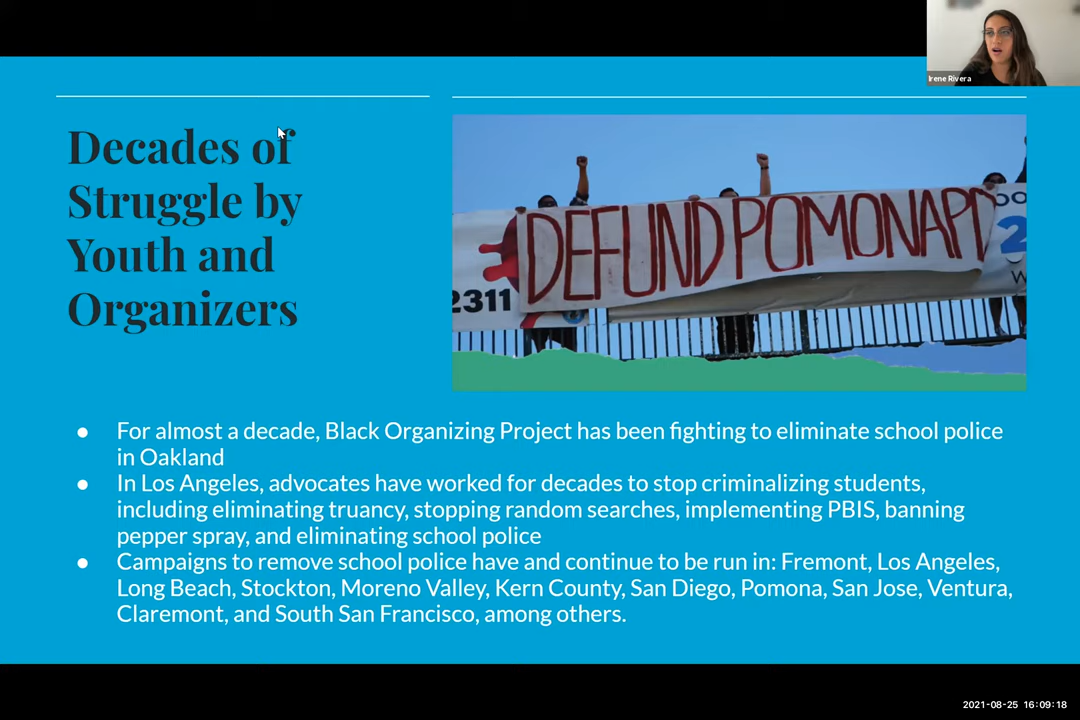 Irene Rivera
Decades of
Struggle by
Youth and
Organizers
DEFUND POMONAPD
2311
2
W
For almost a decade, Black Organizing Project has been fighting to eliminate school police
in Oakland
In Los Angeles, advocates have worked for decades to stop criminalizing students,
including eliminating truancy, stopping random searches, implementing PBIS, banning
pepper spray, and eliminating school police
Campaigns to remove school police have and continue to be run in: Fremont, Los Angeles,
Long Beach, Stockton, Moreno Valley, Kern County, San Diego, Pomona, San Jose, Ventura,
Claremont, and South San Francisco, among others.
2021-08-25 16:09:18